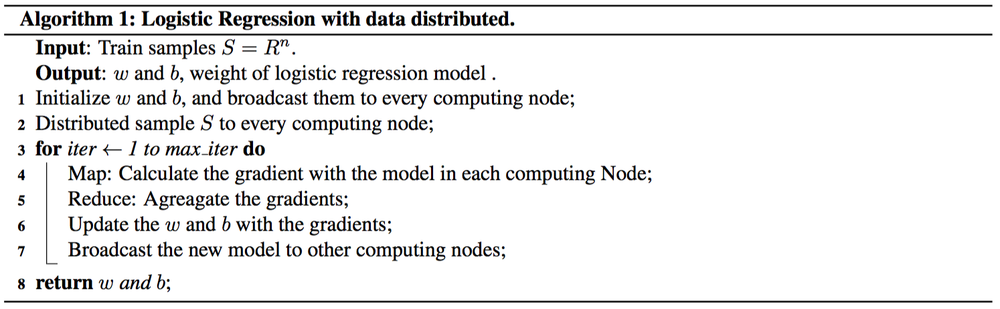 Algorithm 1: Logistic Regression with data distributed.
Input: Train samples S = Rⁿ.
Output: w and b, weight of logistic regression model .
1 Initialize w and b, and broadcast them to every computing node;
2 Distributed sample S to every computing node;
3 for iter ← 1 to max_iter do
4 Map: Calculate the gradient with the model in each computing Node;
5 Reduce: Agreagate the gradients;
6 Update the w and b with the gradients;
7 Broadcast the new model to other computing nodes;
8 return w and b;